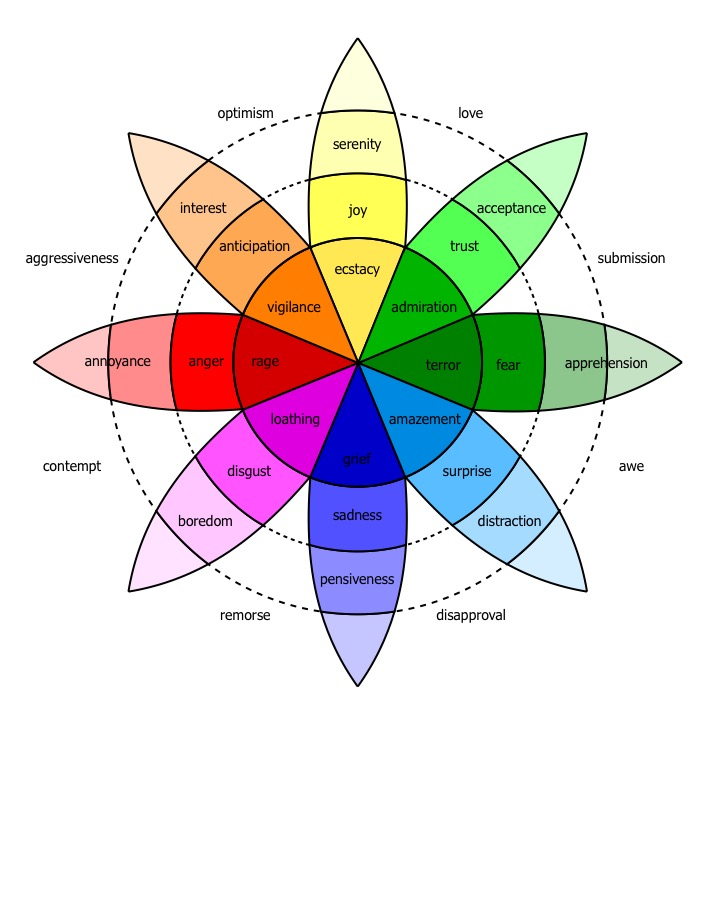 optimism
love
serenity
interest
joy
acceptance
anticipation
trust
aggressiveness
submission
ecstacy
vigilance
admiration
annoyance
anger
rage
terror
fear
apprehension
loathing
amazement
grief
contempt
awe
disgust
surprise
boredom
sadness
distraction
pensiveness
remorse
disapproval